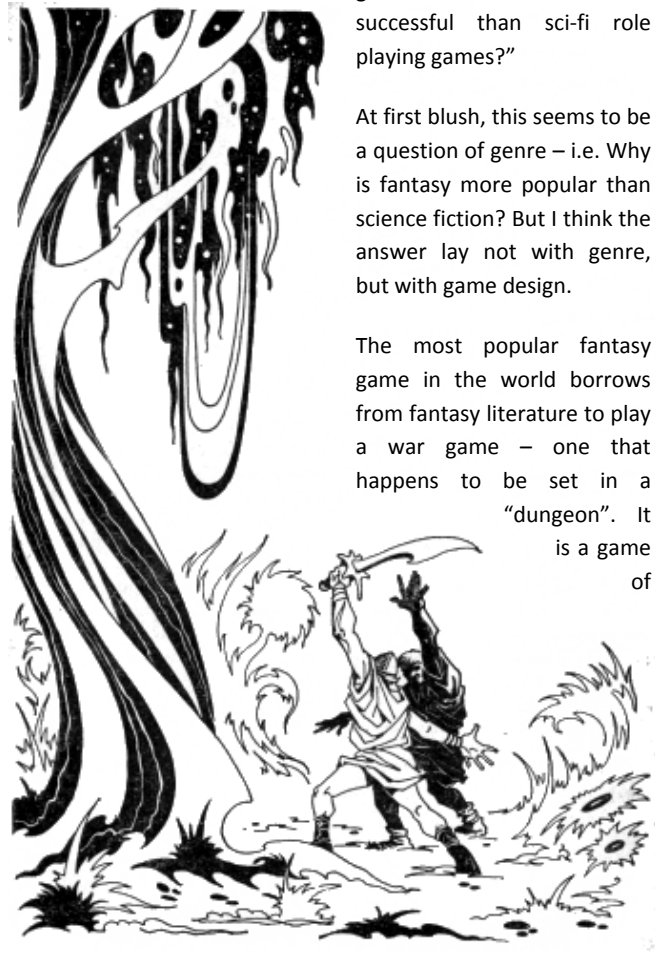 successful than sci-fi role
playing games?”
At first blush, this seems to be
a question of genre – i.e. Why
is fantasy more popular than
science fiction? But I think the
answer lay not with genre,
but with game design.
The most popular fantasy
game in the world borrows
from fantasy literature to play
a war game – one that
happens to be set in a
“dungeon”. It
is a game
of